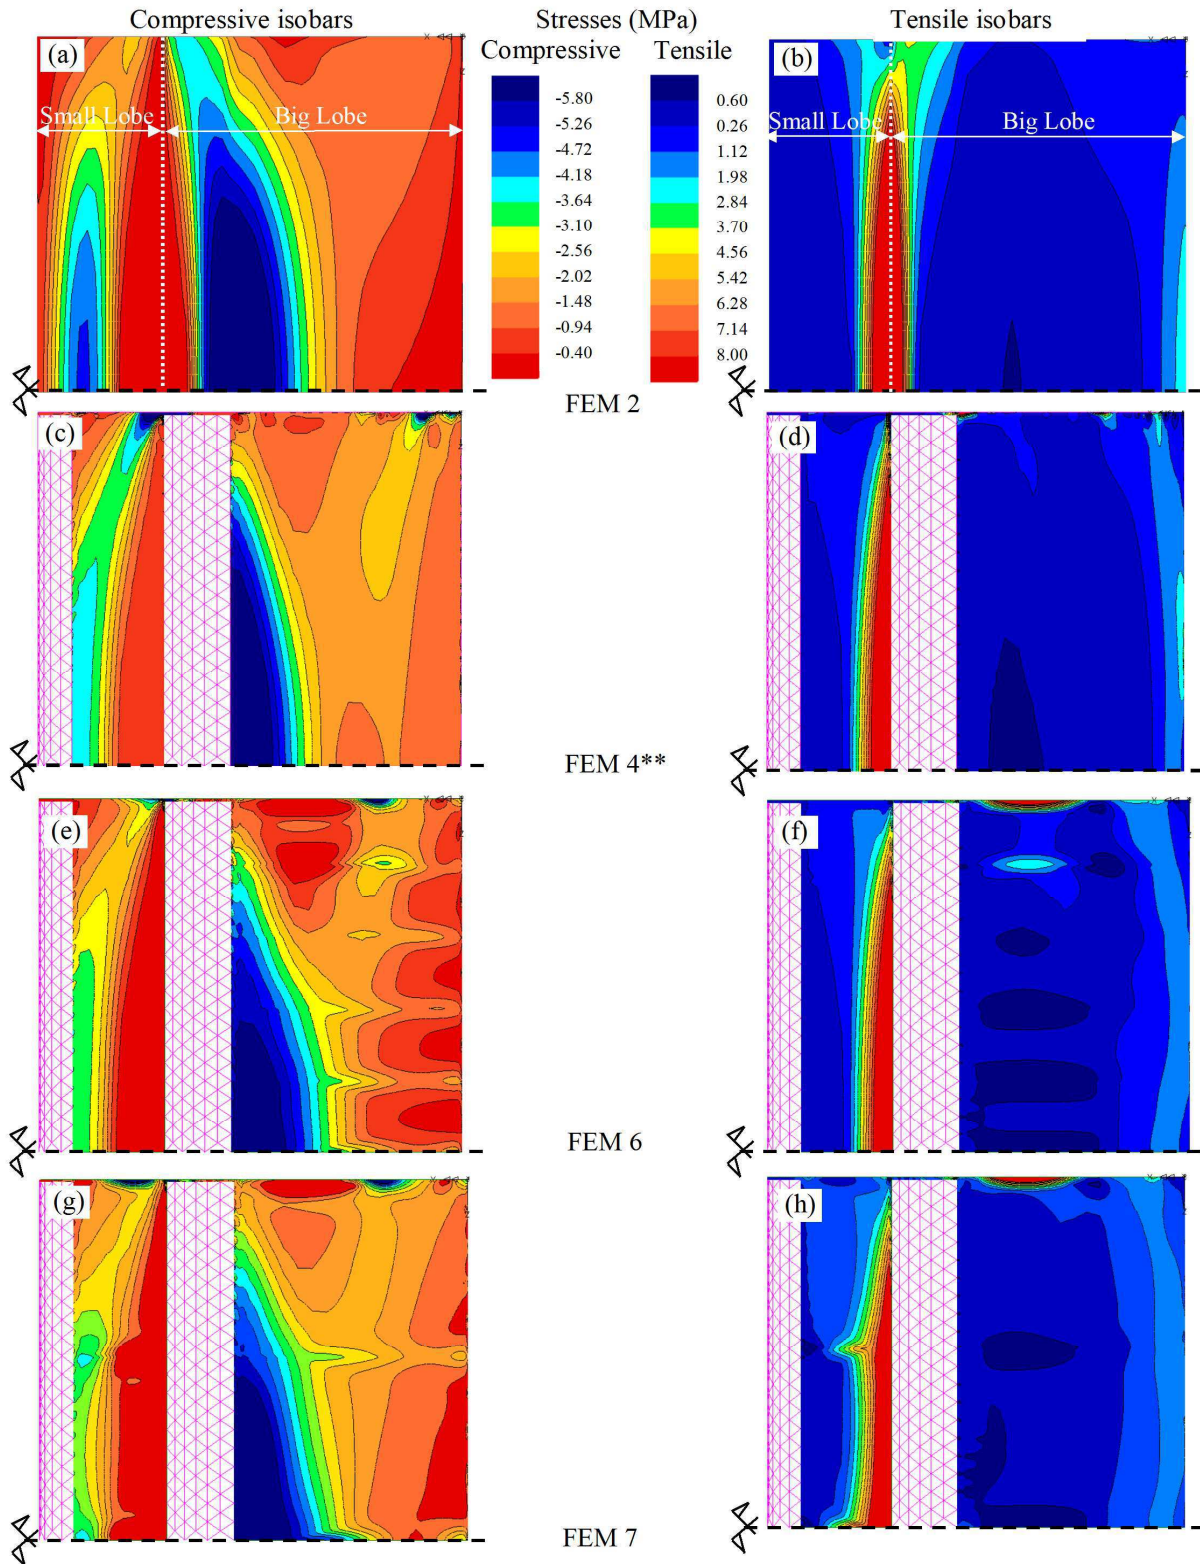 Compressive isobars
Stresses (MPa)
Tensile isobars
Compressive
Tensile
(a)
(b)
Small Lobe
Big Lobe
Small Lobe
Big Lobe
-5.80
-5.26
-4.72
-4.18
-3.64
-3.10
-2.56
-2.02
-1.48
-0.94
-0.40
0.60
0.26
1.12
1.98
2.84
3.70
4.56
5.42
6.28
7.14
8.00
FEM 2
(c)
(d)
FEM 4**
(e)
(f)
FEM 6
(g)
(h)
FEM 7